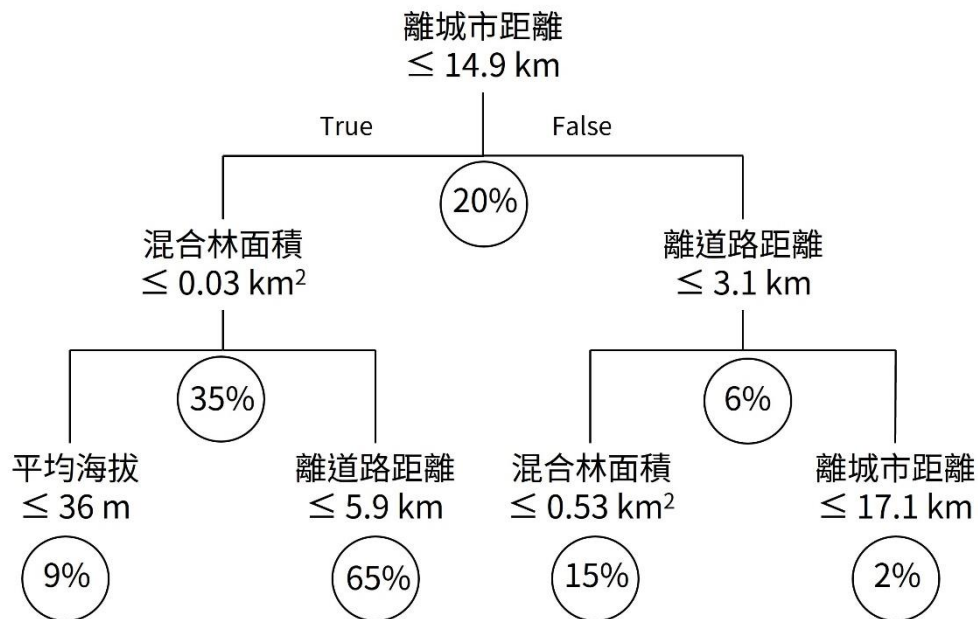 離城市距離
≤ 14.9 km
True
False
20%
混合林面積
≤ 0.03 km²
離道路距離
≤ 3.1 km
35%
6%
平均海拔
≤ 36 m
離道路距離
≤ 5.9 km
混合林面積
≤ 0.53 km²
離城市距離
≤ 17.1 km
9%
65%
15%
2%